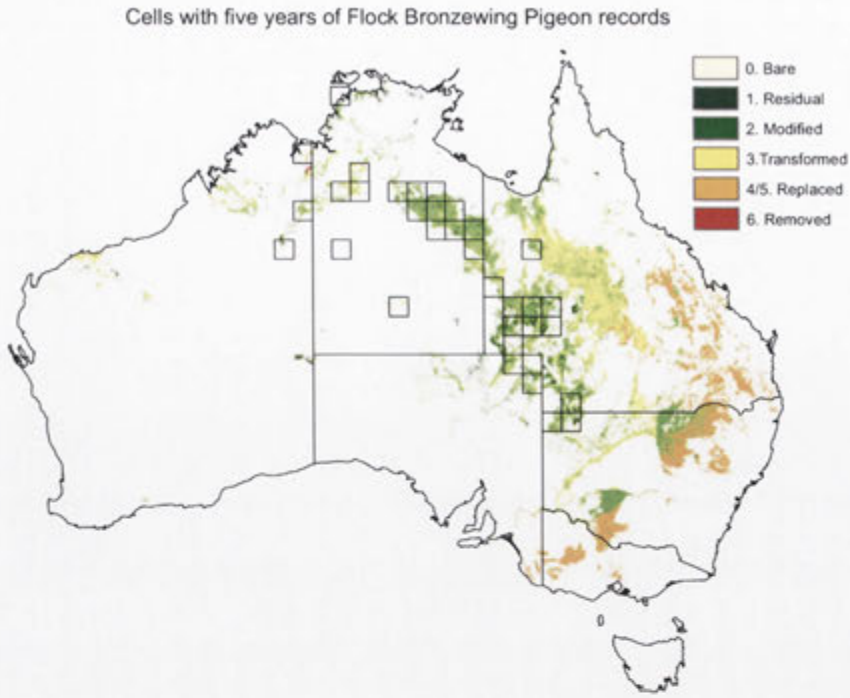 Cells with five years of Flock Bronzewing Pigeon records
0. Bare
1. Residual
2. Modified
3.Transformed
4/5. Replaced
6. Removed